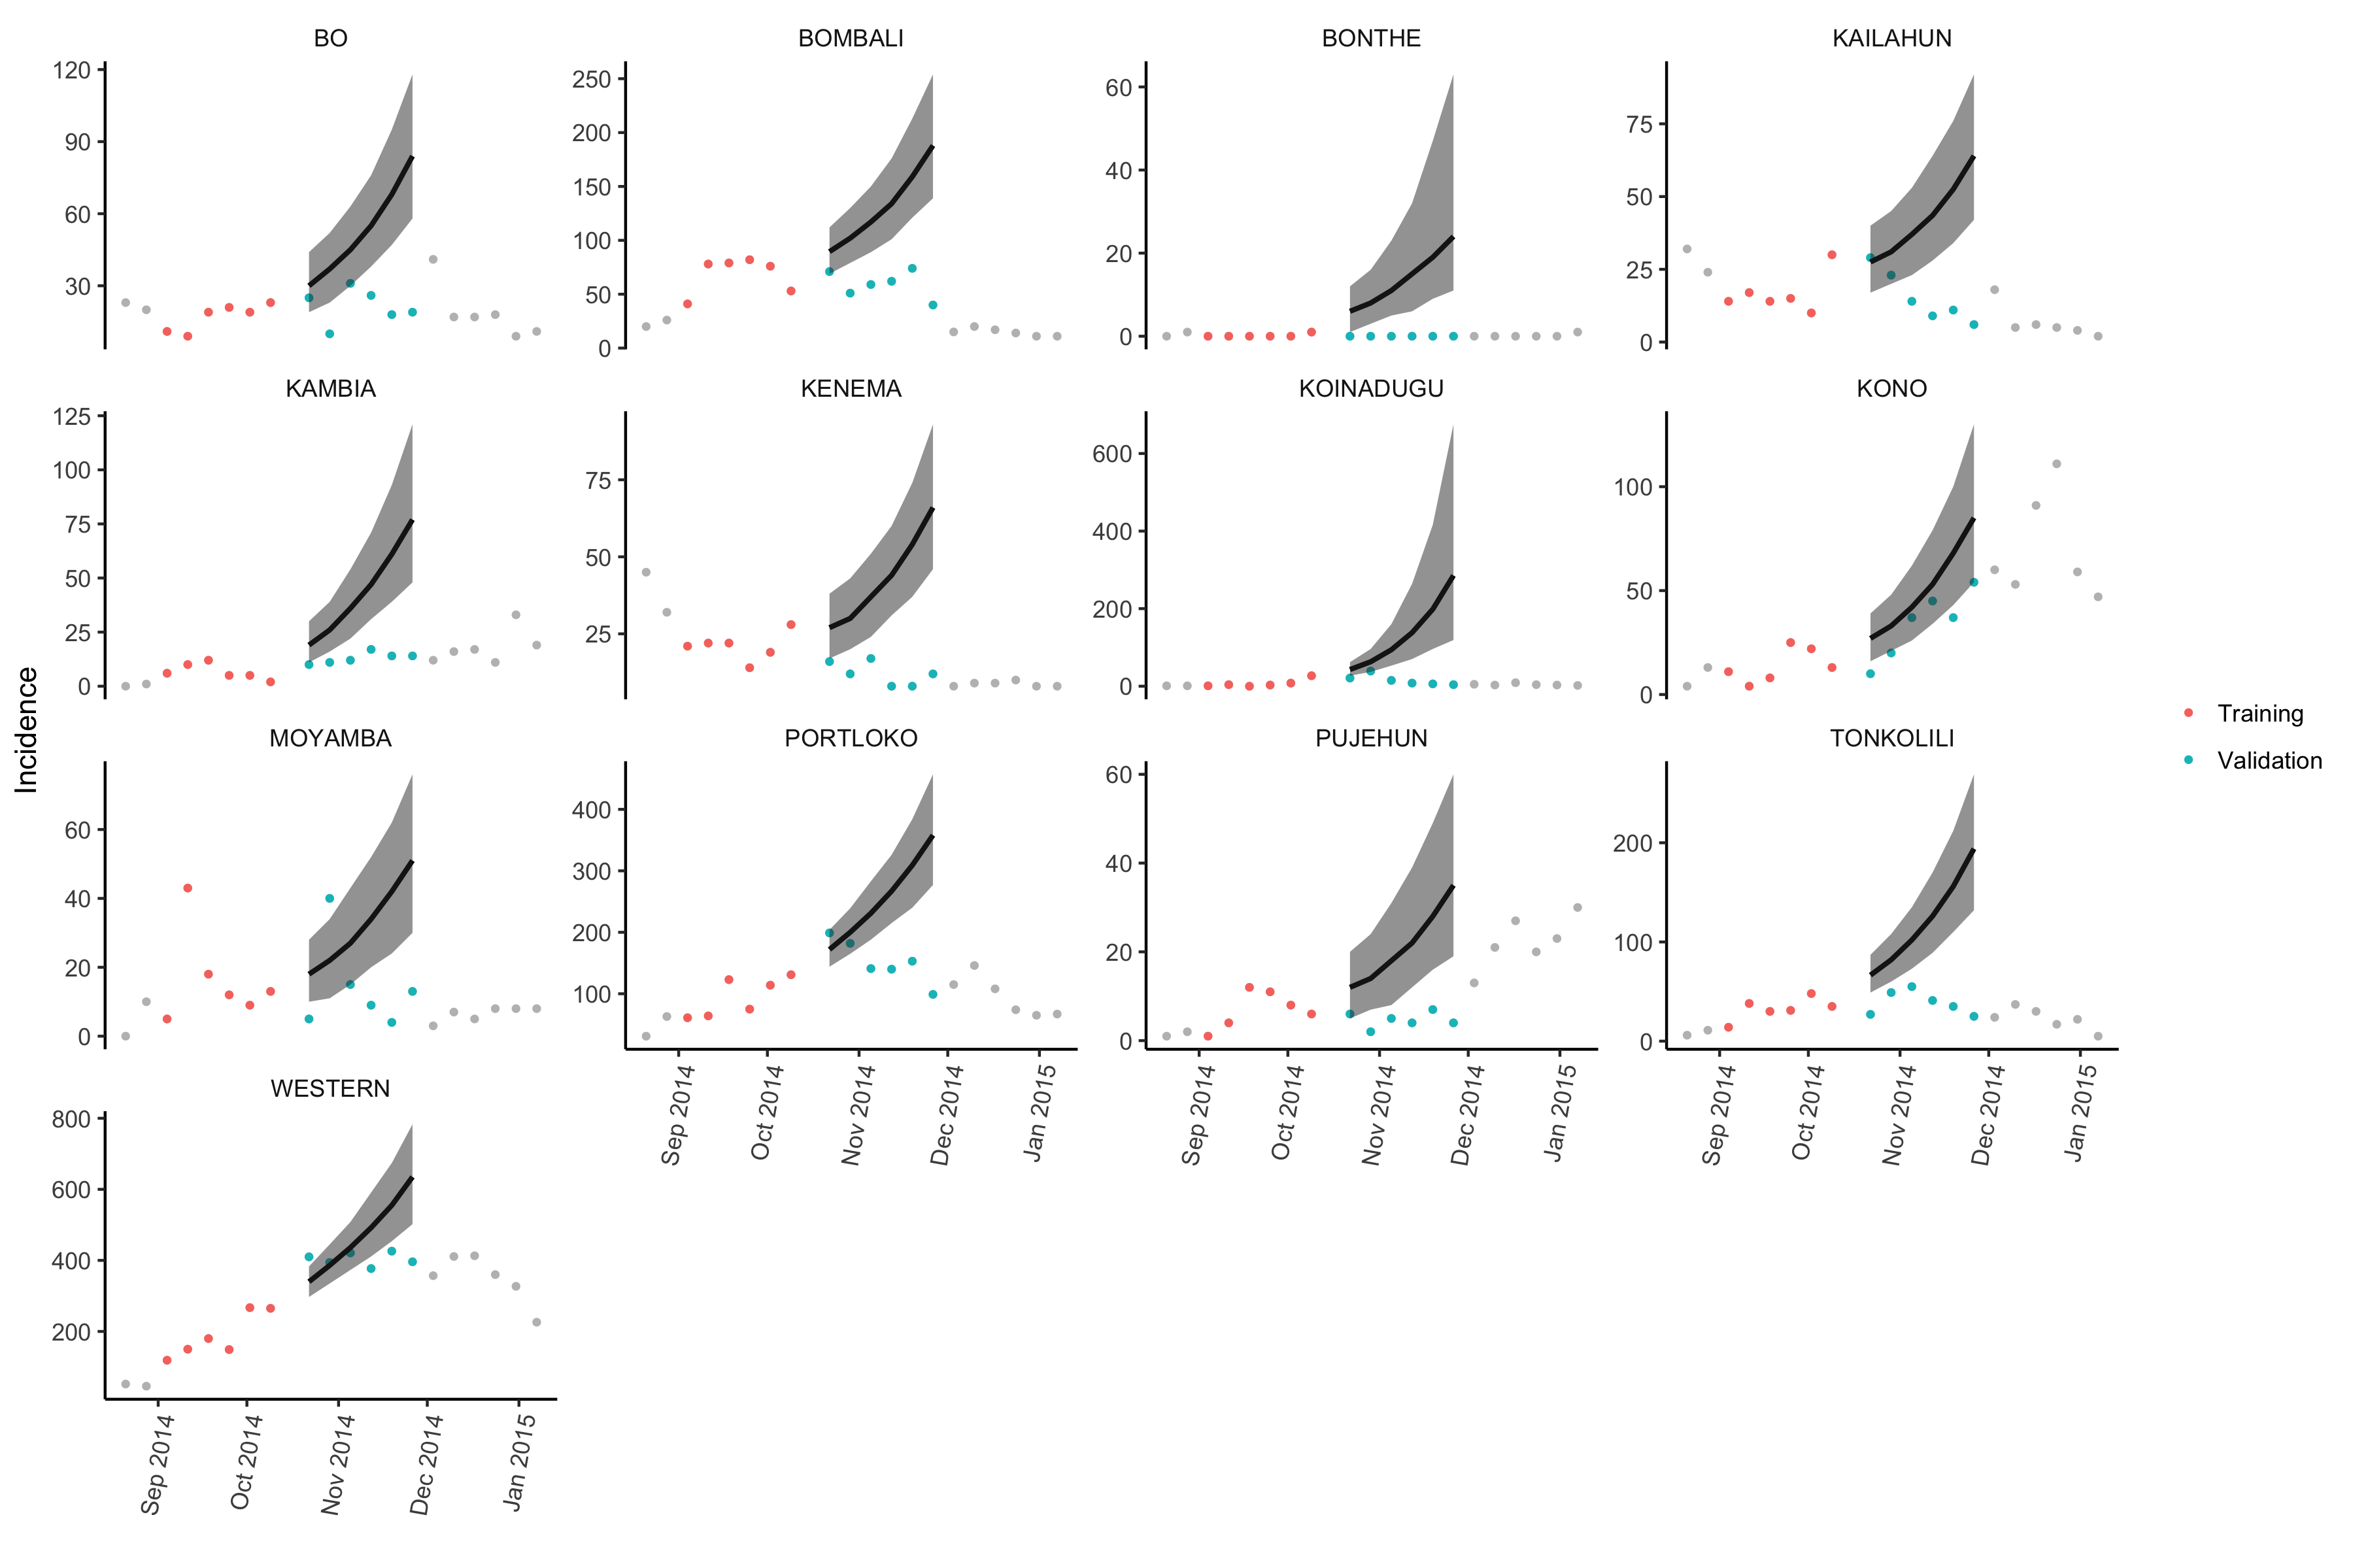 BO
BOMBALI
BONTHE
KAILAHUN
120
90
60
30
250
200
150
100
50
0
60
40
20
0
75
50
25
0
KAMBIA
KENEMA
KOINADUGU
KONO
125
100
75
50
25
0
75
50
25
600
400
200
0
100
50
0
Incidence
MOYAMBA
PORTLOKO
PUJEHUN
TONKOLILI
60
40
20
0
400
300
200
100
60
40
20
0
200
100
0
Training
Validation
Sep 2014
Oct 2014
Nov 2014
Dec 2014
Jan 2015
Sep 2014
Oct 2014
Nov 2014
Dec 2014
Jan 2015
Sep 2014
Oct 2014
Nov 2014
Dec 2014
Jan 2015
WESTERN
800
600
400
200
Sep 2014
Oct 2014
Nov 2014
Dec 2014
Jan 2015